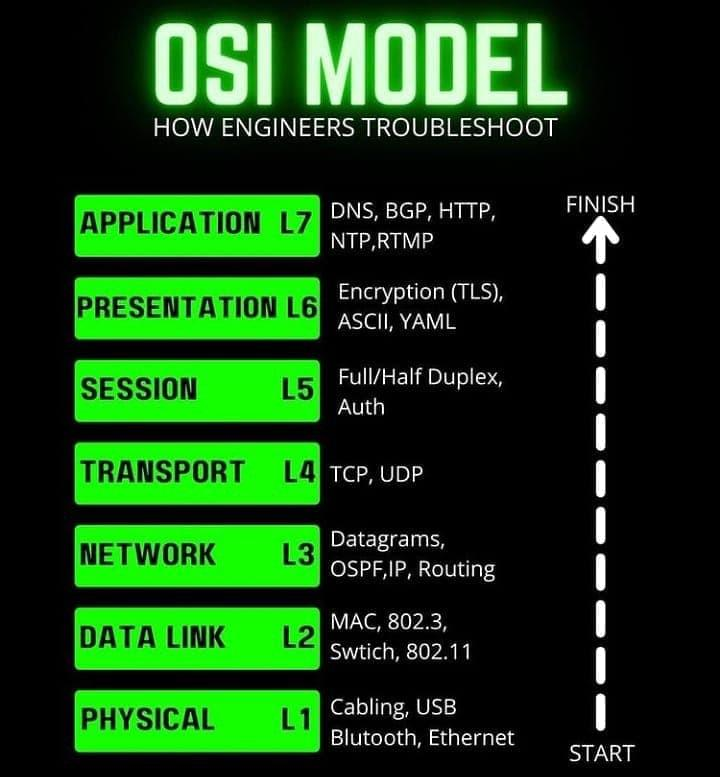 OSI MODEL
HOW ENGINEERS TROUBLESHOOT
FINISH
APPLICATION L7
DNS, BGP, HTTP,
NTP,RTMP
PRESENTATION L6
Encryption (TLS),
ASCII, YAML
SESSION L5
Full/Half Duplex,
Auth
TRANSPORT L4
TCP, UDP
NETWORK L3
Datagrams,
OSPF,IP, Routing
DATA LINK L2
MAC, 802.3,
Swtich, 802.11
PHYSICAL L1
Cabling, USB
Blutooth, Ethernet
START